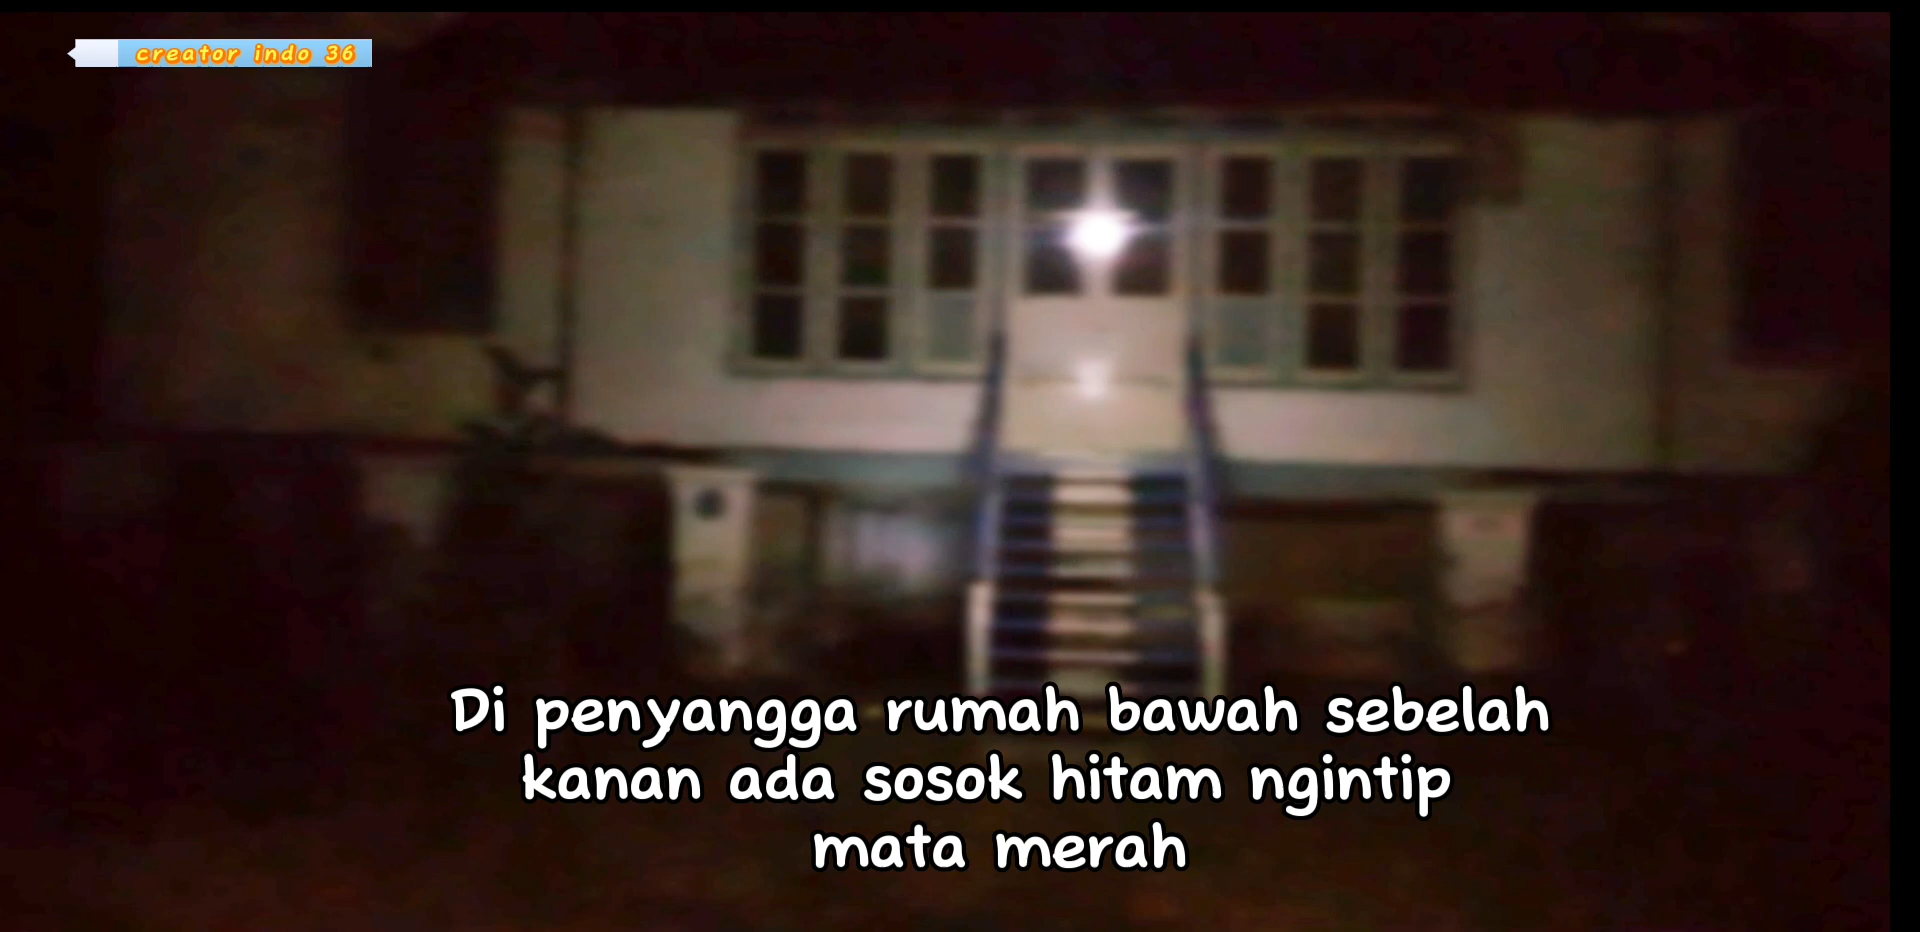 creator indo 36
Di penyangga rumah bawah sebelah
kanan ada sosok hitam ngintip
mata merah